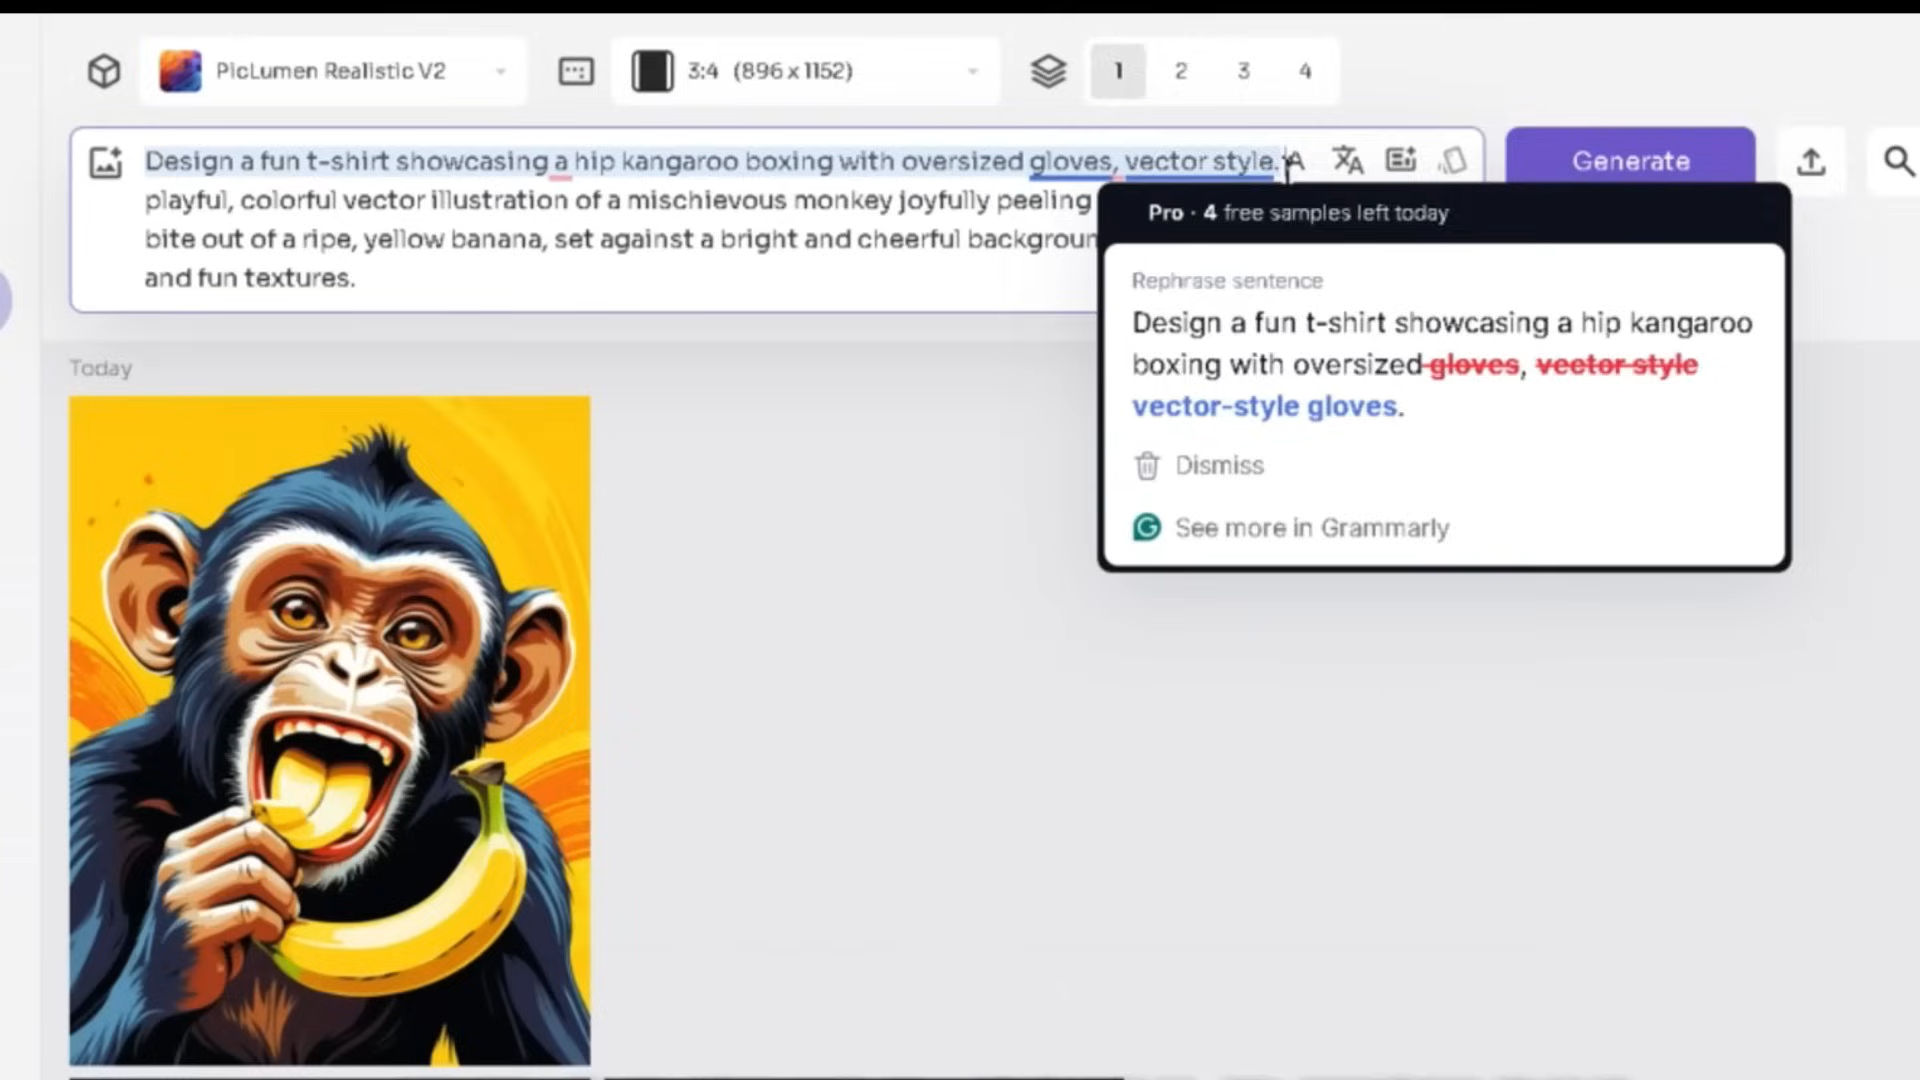 PicLumen Realistic V2
3:4 (896 x 1152)
1 2 3 4
Design a fun t-shirt showcasing a hip kangaroo boxing with oversized gloves, vector style. A
playful, colorful vector illustration of a mischievous monkey joyfully peeling
bite out of a ripe, yellow banana, set against a bright and cheerful
and fun textures.
Generate
Pro · 4 free samples left today
Rephrase sentence
Design a fun t-shirt showcasing a hip kangaroo
boxing with oversized gloves, vector style
vector-style gloves.
Dismiss
See more in Grammarly
Today